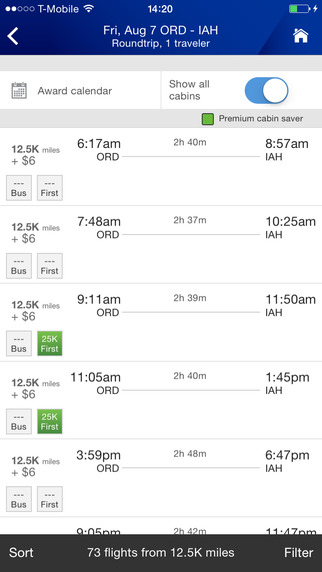 T-Mobile 14:20
Fri, Aug 7 ORD - IAH
Roundtrip, 1 traveler
Award calendar
Show all cabins
Premium cabin saver
12.5K miles + $6
6:17am 2h 40m 8:57am
ORD IAH
--- Bus
--- First
12.5K miles + $6
7:48am 2h 37m 10:25am
ORD IAH
--- Bus
--- First
12.5K miles + $6
9:11am 2h 39m 11:50am
ORD IAH
--- Bus
25K First
12.5K miles + $6
11:05am 2h 40m 1:45pm
ORD IAH
--- Bus
25K First
12.5K miles + $6
3:59pm 2h 48m 6:47pm
ORD IAH
--- Bus
--- First
9:05pm 2h 42m 11:47pm
Sort 73 flights from 12.5K miles Filter